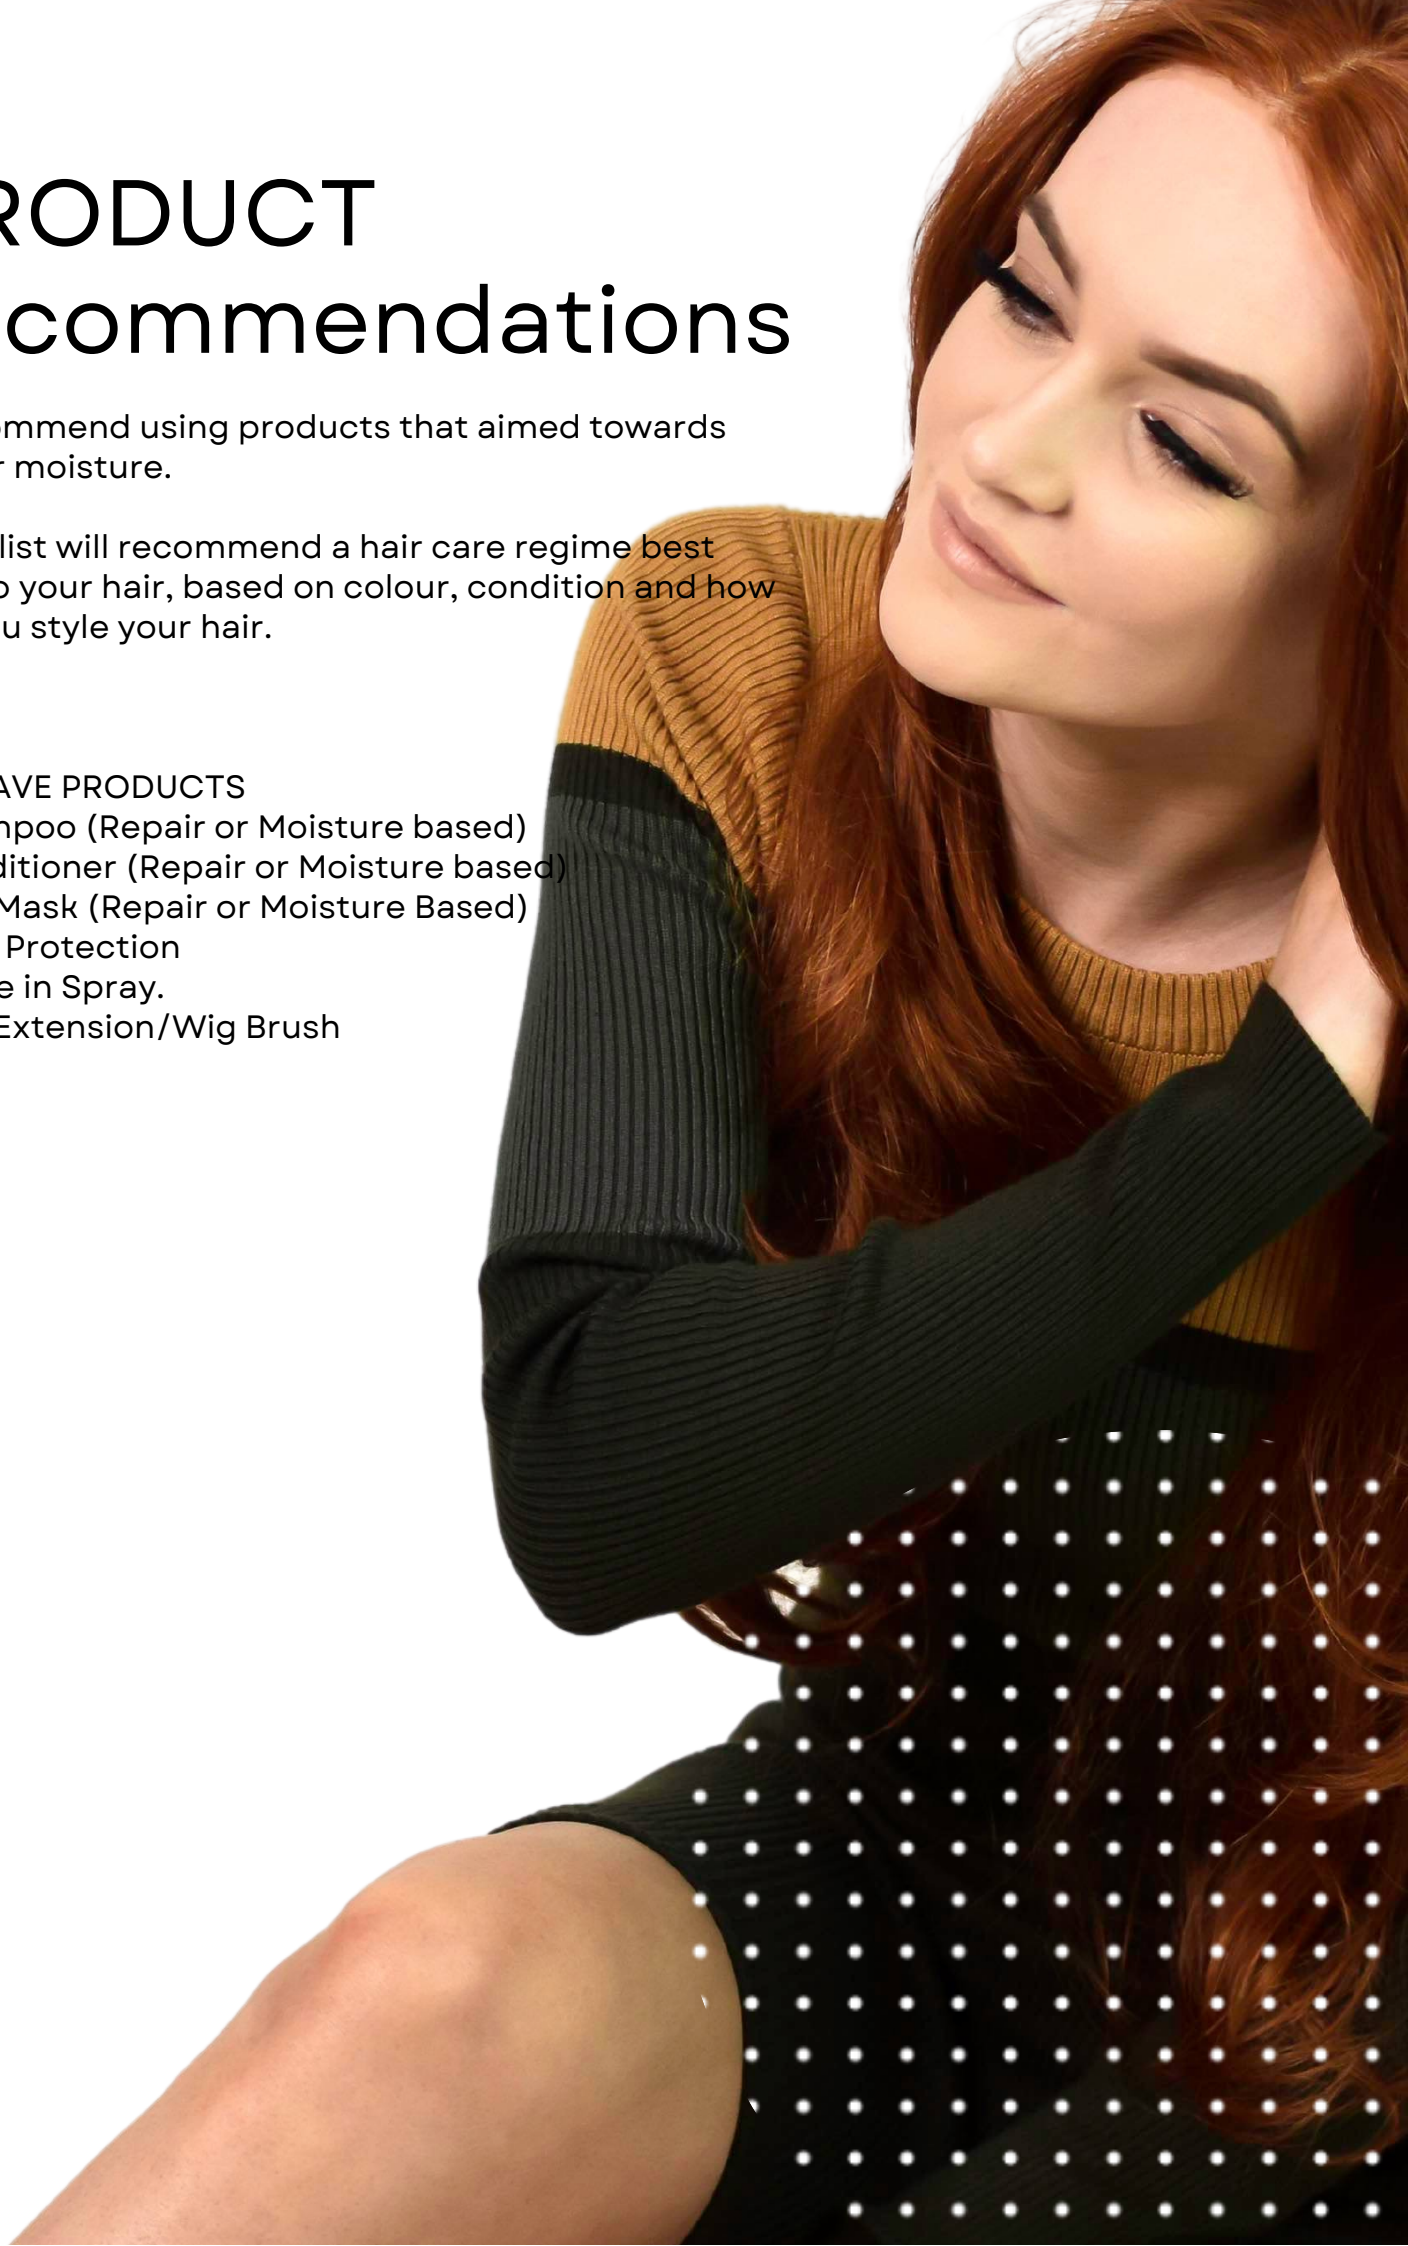 RODUCT
commendations
ommend using products that aimed towards
r moisture.
list will recommend a hair care regime best
o your hair, based on colour, condition and how
u style your hair.
AVE PRODUCTS
npoo (Repair or Moisture based)
ditioner (Repair or Moisture based)
Mask (Repair or Moisture Based)
Protection
e in Spray.
Extension/Wig Brush